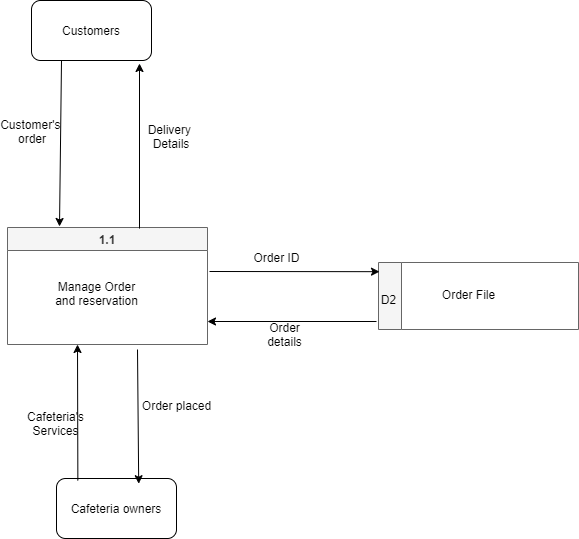 Customers
Customer's
order
Delivery
Details
1.1
Manage Order
and reservation
Order ID
D2
Order File
Order
details
Cafeteria's
Services
Order placed
Cafeteria owners